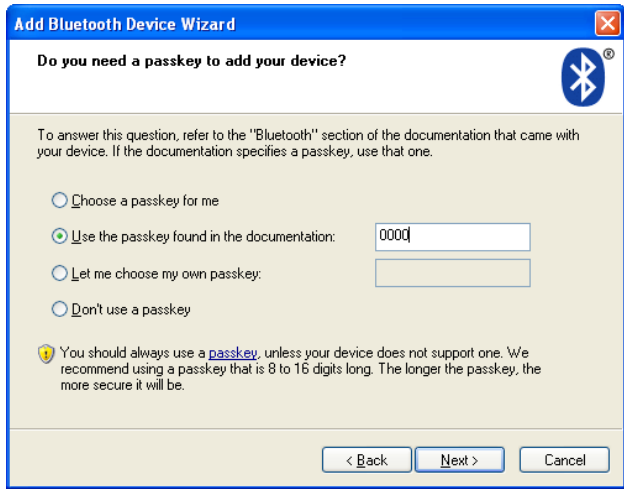 Add Bluetooth Device Wizard
Do you need a passkey to add your device?
®
To answer this question, refer to the "Bluetooth" section of the documentation that came with
your device. If the documentation specifies a passkey, use that one.
Choose a passkey for me
Use the passkey found in the documentation: 0000
Let me choose my own passkey:
Don't use a passkey
You should always use a passkey, unless your device does not support one. We
recommend using a passkey that is 8 to 16 digits long. The longer the passkey, the
more secure it will be.
< Back Next > Cancel